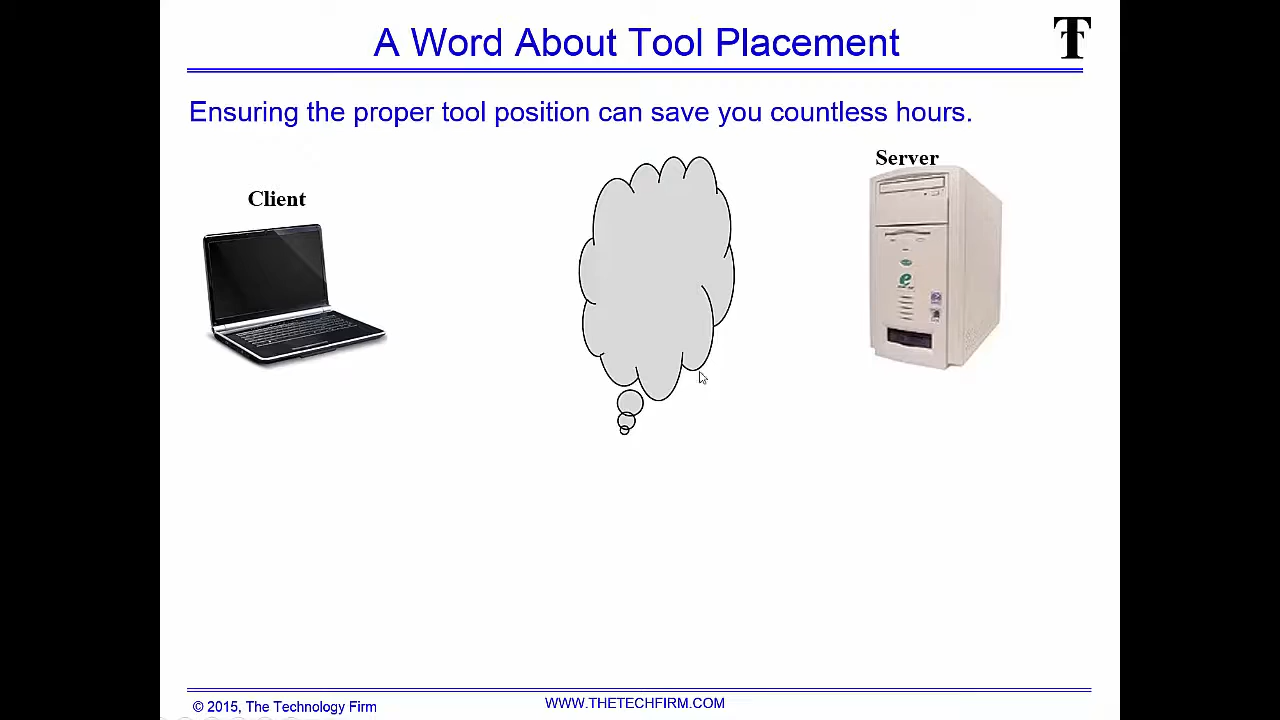 A Word About Tool Placement
Ensuring the proper tool position can save you countless hours.
Server
Client
© 2015, The Technology Firm
WWW.THETECHFIRM.COM